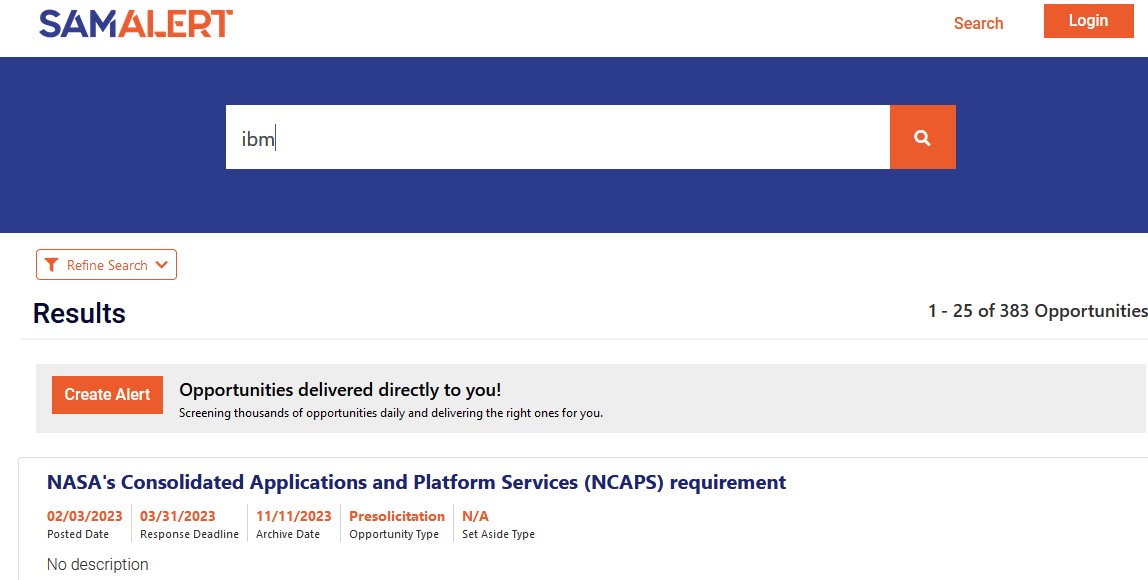 SAMALERT
Search
Login
ibm
Refine Search
Results
1 - 25 of 383 Opportunities
Create Alert
Opportunities delivered directly to you!
Screening thousands of opportunities daily and delivering the right ones for you.
NASA's Consolidated Applications and Platform Services (NCAPS) requirement
02/03/2023 03/31/2023 11/11/2023 Presolicitation N/A
Posted Date Response Deadline Archive Date Opportunity Type Set Aside Type
No description